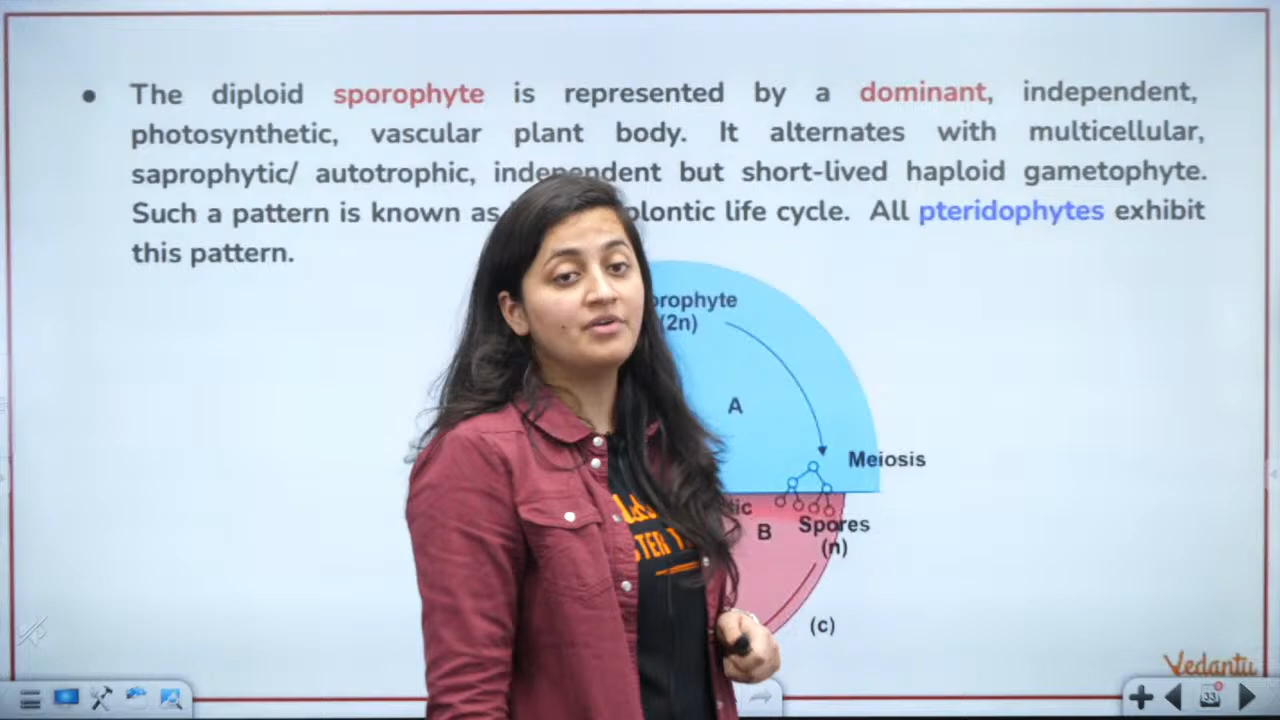 The diploid sporophyte is represented by a dominant, independent,
photosynthetic, vascular plant body. It alternates with multicellular,
saprophytic/ autotrophic, independent but short-lived haploid gametophyte.
Such a pattern is known as plontic life cycle. All pteridophytes exhibit
this pattern.
orophyte
(2n)
A
Meiosis
tic
B
Spores
(n)
(c)
Vedantu
33